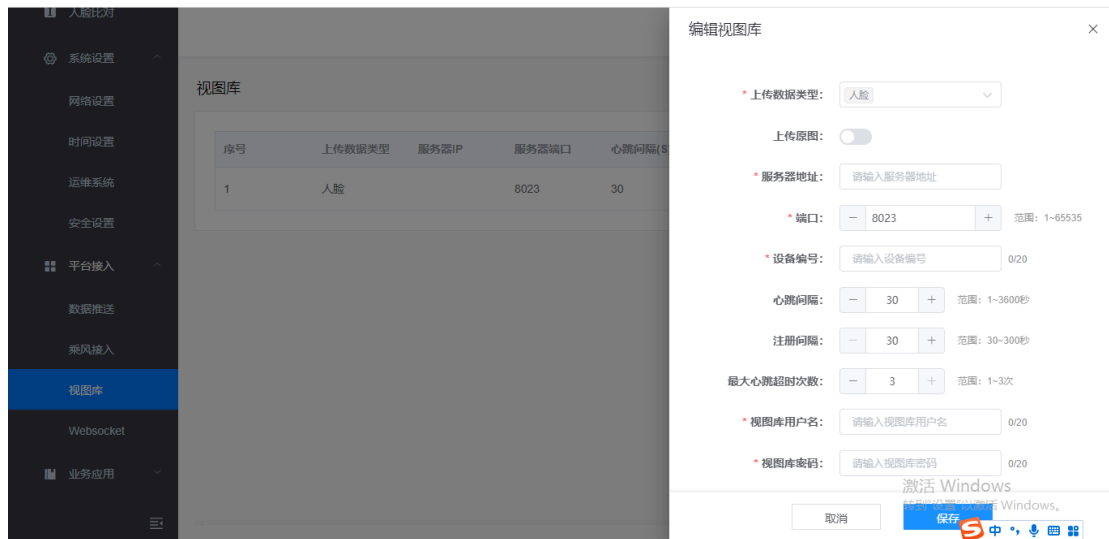 人脸比对
系统设置
网络设置
时间设置
运维系统
安全设置
平台接入
数据推送
乘风接入
视图库
Websocket
业务应用
视图库
序号 上传数据类型 服务器IP 服务器端口 心跳间隔(S
1 人脸 8023 30
编辑视图库
* 上传数据类型: 人脸
上传原图:
* 服务器地址: 请输入服务器地址
* 端口: 8023 范围: 1~65535
* 设备编号: 请输入设备编号 0/20
心跳间隔: 30 范围: 1~3600秒
注册间隔: 30 范围: 30~300秒
最大心跳超时次数: 3 范围: 1~3次
* 视图库用户名: 请输入视图库用户名 0/20
* 视图库密码: 请输入视图库密码 0/20
激活 Windows
转到"设置"以激活 Windows。
取消 保存
中